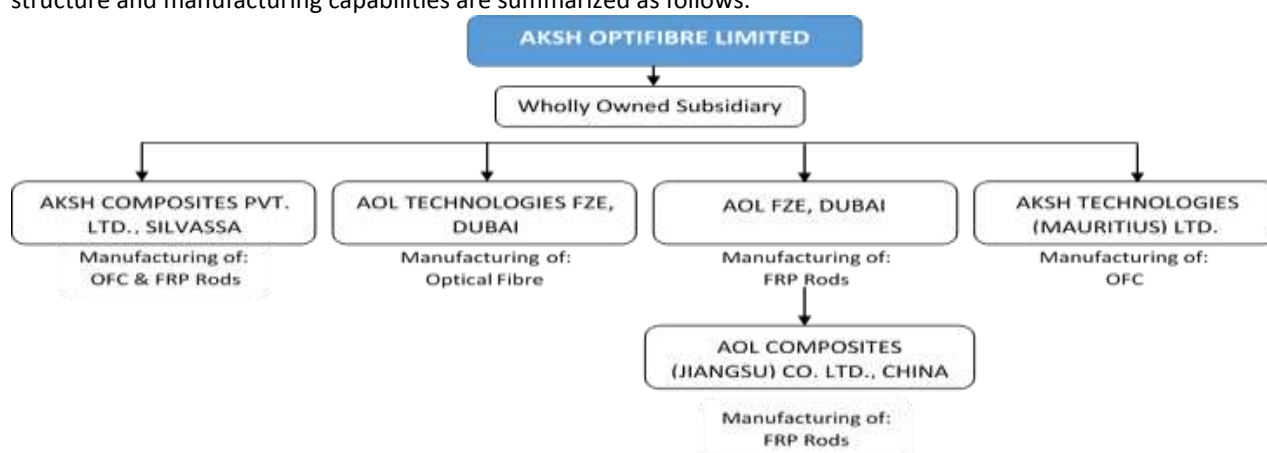 structure and manufacturing capabilities are summarized as follows:
AKSH OPTIFIBRE LIMITED
Wholly Owned Subsidiary
AKSH COMPOSITES PVT.
LTD., SILVASSA
Manufacturing of:
OFC & FRP Rods
AOL TECHNOLOGIES FZE,
DUBAI
Manufacturing of:
Optical Fibre
AOL FZE, DUBAI
Manufacturing of:
FRP Rods
AKSH TECHNOLOGIES
(MAURITIUS) LTD.
Manufacturing of:
OFC
AOL COMPOSITES
(JIANGSU) CO. LTD., CHINA
Manufacturing of:
FRP Rods